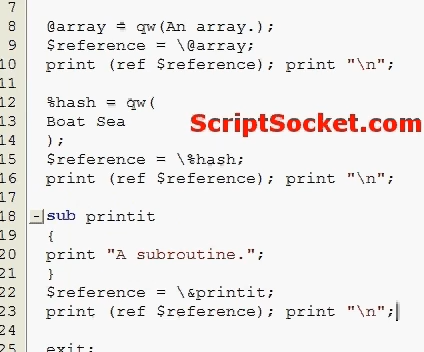 7
8 @array = qw(An array.);
9 $reference = \@array;
10 print (ref $reference); print "\n";
11
12 %hash = qw(
13 Boat Sea
ScriptSocket.com
14 );
15 $reference = \%hash;
16 print (ref $reference); print "\n";
17
18 sub printit
19 {
20 print "A subroutine.";
21 }
22 $reference = \&printit;
23 print (ref $reference); print "\n";
24
25 exit;